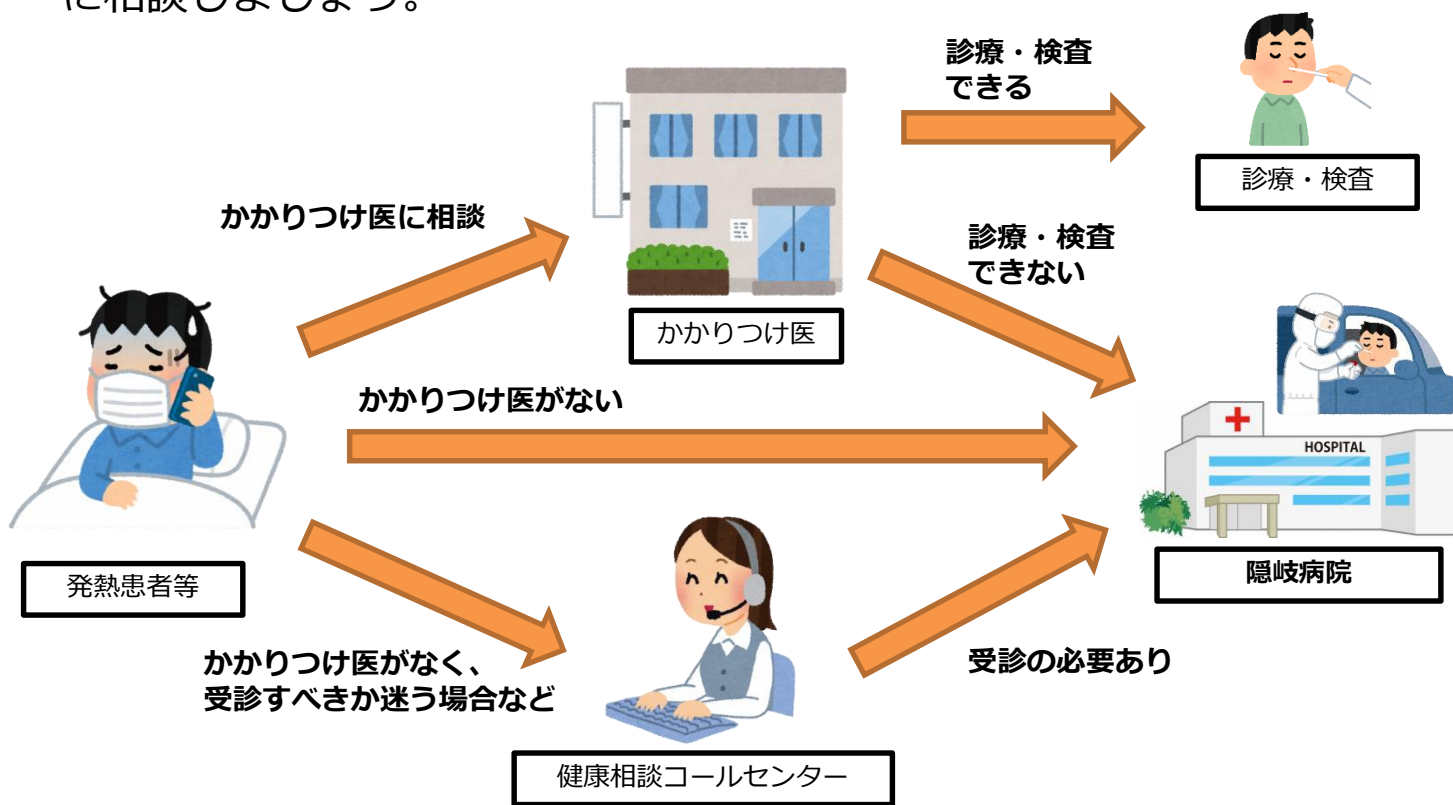 に相談しましょう。
診療・検査
できる
診療・検査
かかりつけ医に相談
診療・検査
できない
かかりつけ医
かかりつけ医がない
HOSPITAL
隠岐病院
発熱患者等
かかりつけ医がなく、
受診すべきか迷う場合など
受診の必要あり
健康相談コールセンター